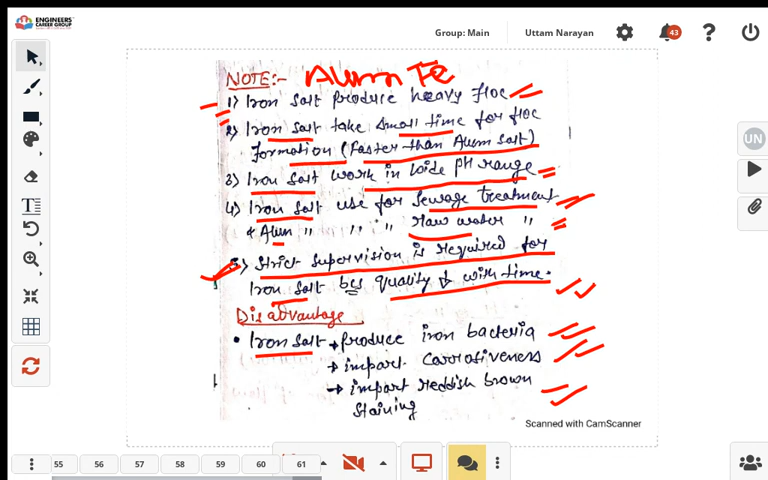 ENGINEERS
CAREER GROUP
Group: Main
Uttam Narayan
43
NOTE:- Alum Fe
1) Iron salt produce heavy floc
2) Iron salt take small time for floc
formation (Faster than Alum salt)
3) Iron salt work in wide pH range
4) Iron salt use for sewage treatment
& Alum " " " Raw water "
5) Strict supervision is required for
Iron salt bcs quality ↓ with time.
Disadvantage
• Iron salt → produce iron bacteria
→ impart corrosiveness
→ impart reddish brown
staining
Scanned with CamScanner
UN
55 56 57 58 59 60 61